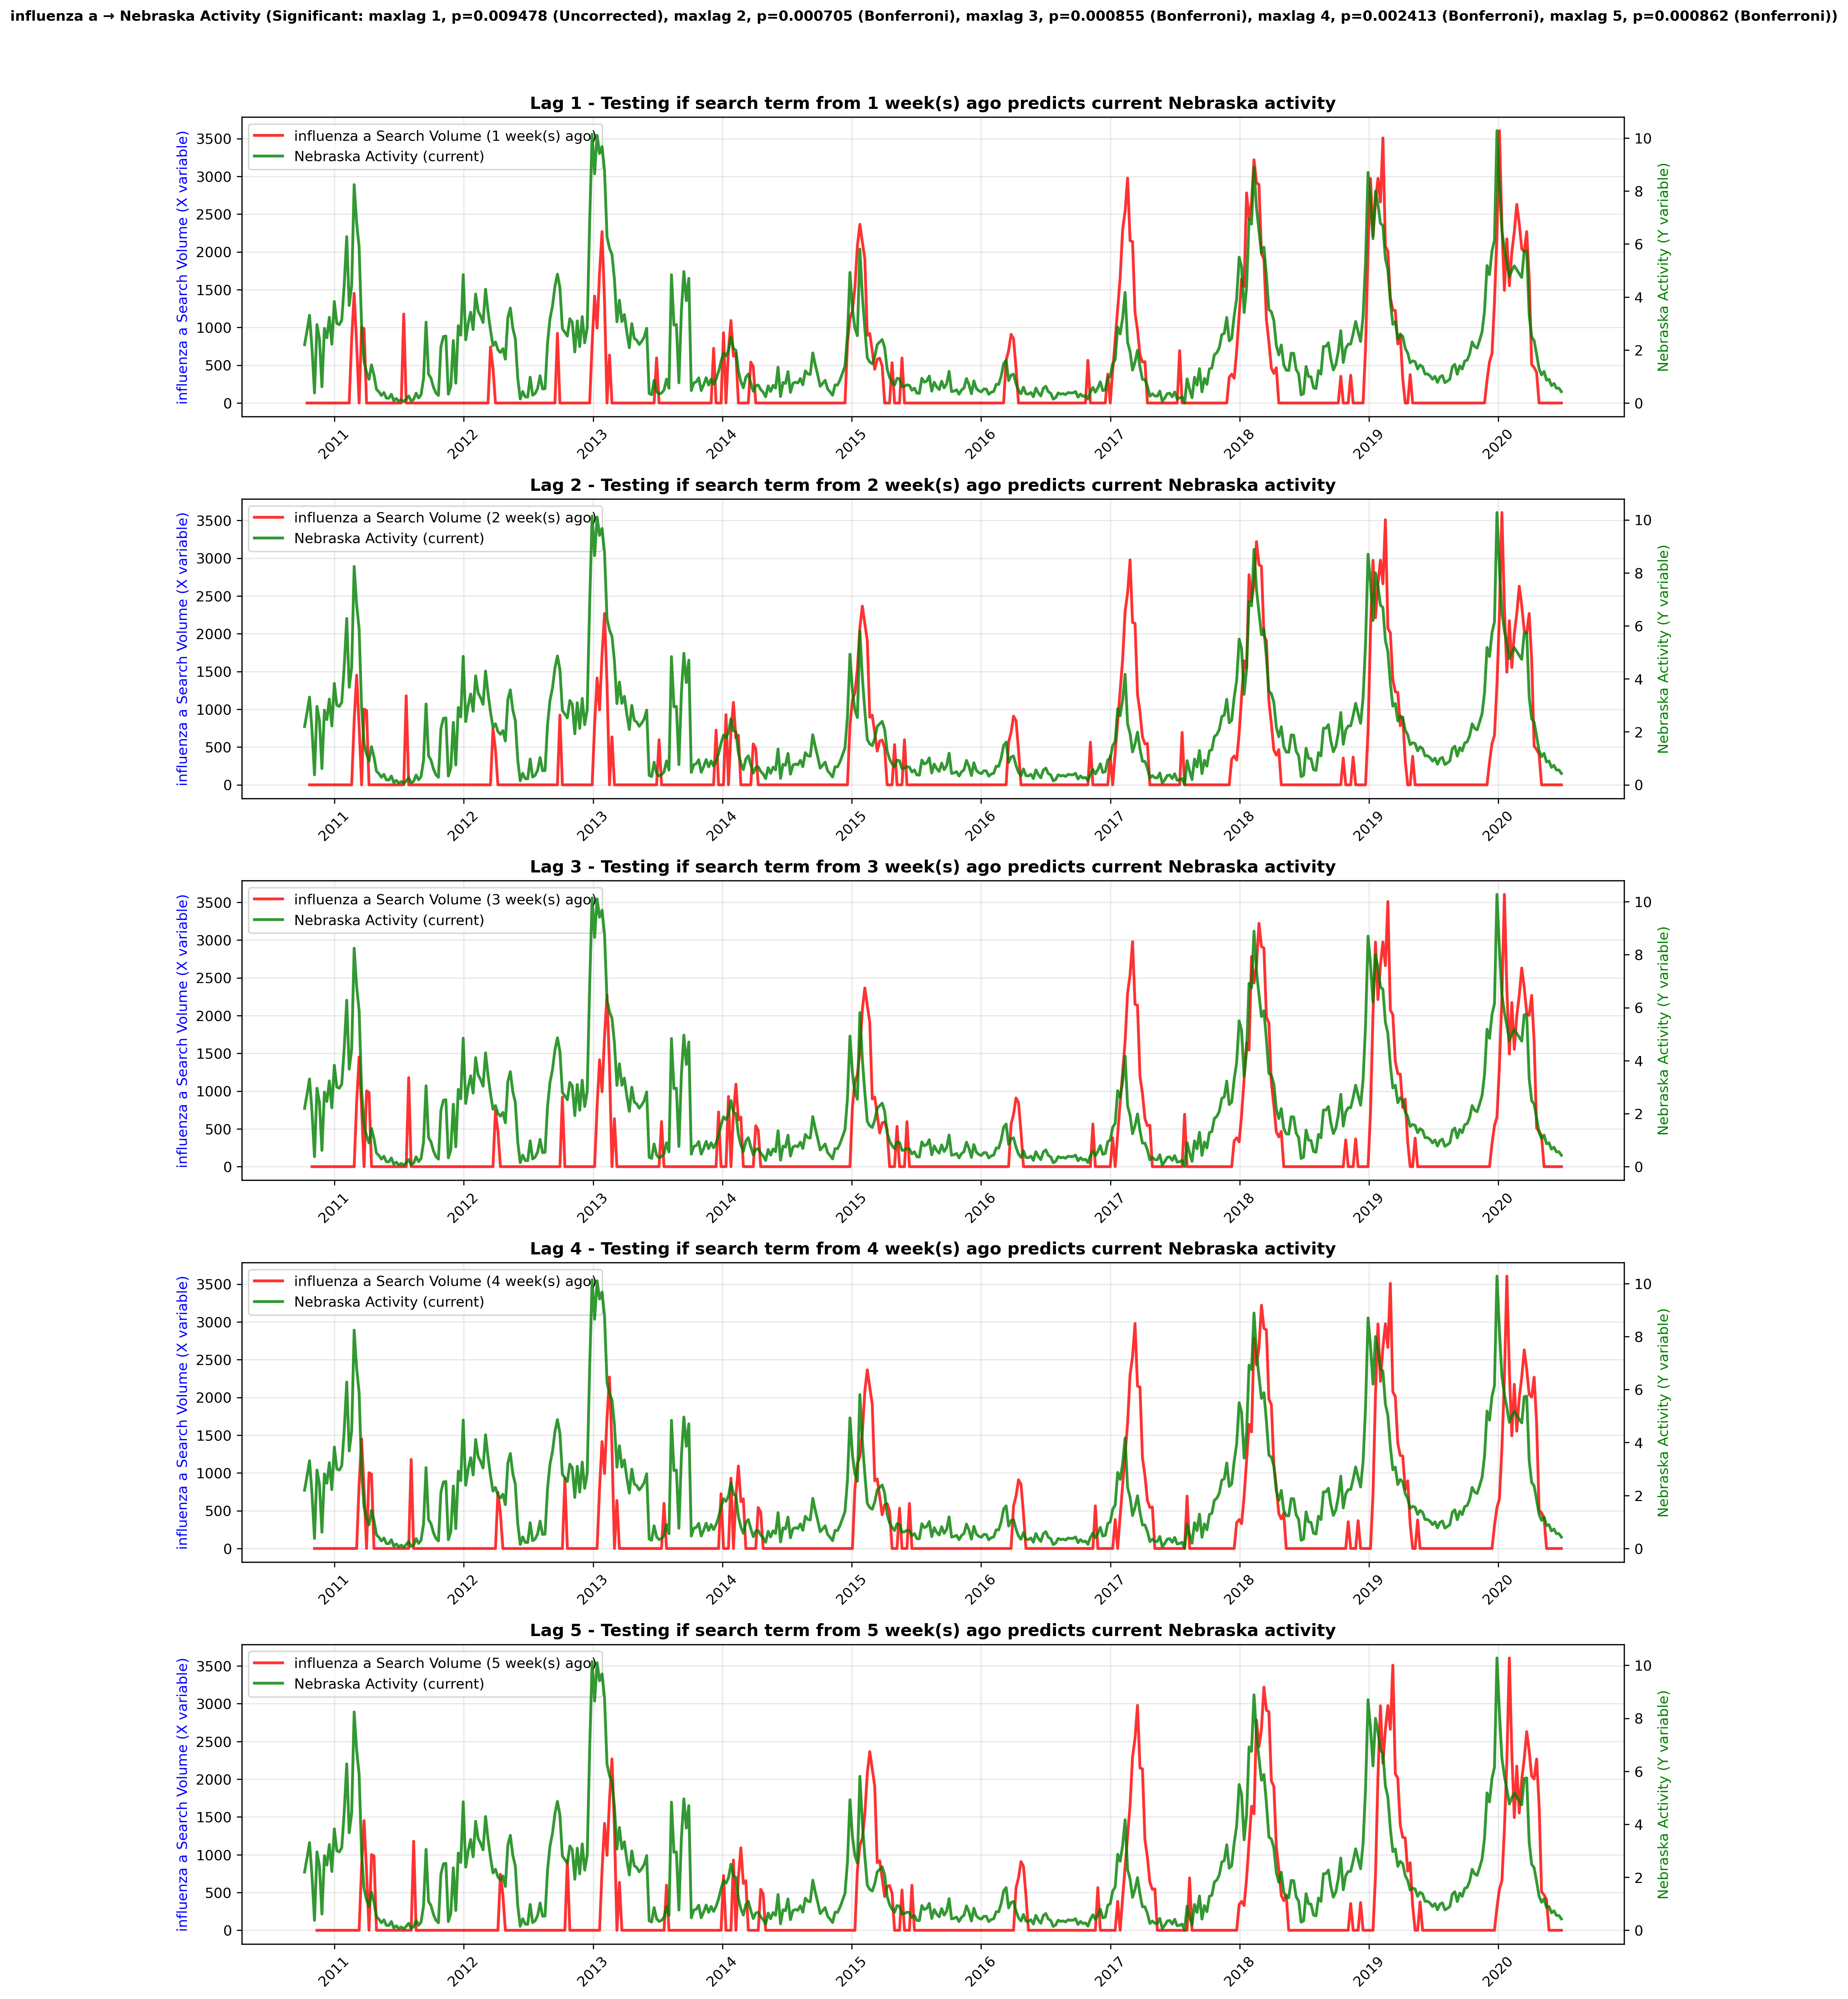 influenza a → Nebraska Activity (Significant: maxlag 1, p=0.009478 (Uncorrected), maxlag 2, p=0.000705 (Bonferroni), maxlag 3, p=0.000855 (Bonferroni), maxlag 4, p=0.002413 (Bonferroni), maxlag 5, p=0.000862 (Bonferroni))
Lag 1 - Testing if search term from 1 week(s) ago predicts current Nebraska activity
influenza a Search Volume (1 week(s) ago)
Nebraska Activity (current)
influenza a Search Volume (X variable)
3500
3000
2500
2000
1500
1000
500
0
10
8
6
4
2
0
Nebraska Activity (Y variable)
2011 2012 2013 2014 2015 2016 2017 2018 2019 2020
Lag 2 - Testing if search term from 2 week(s) ago predicts current Nebraska activity
influenza a Search Volume (2 week(s) ago)
Nebraska Activity (current)
influenza a Search Volume (X variable)
3500
3000
2500
2000
1500
1000
500
0
10
8
6
4
2
0
Nebraska Activity (Y variable)
2011 2012 2013 2014 2015 2016 2017 2018 2019 2020
Lag 3 - Testing if search term from 3 week(s) ago predicts current Nebraska activity
influenza a Search Volume (3 week(s) ago)
Nebraska Activity (current)
influenza a Search Volume (X variable)
3500
3000
2500
2000
1500
1000
500
0
10
8
6
4
2
0
Nebraska Activity (Y variable)
2011 2012 2013 2014 2015 2016 2017 2018 2019 2020
Lag 4 - Testing if search term from 4 week(s) ago predicts current Nebraska activity
influenza a Search Volume (4 week(s) ago)
Nebraska Activity (current)
influenza a Search Volume (X variable)
3500
3000
2500
2000
1500
1000
500
0
10
8
6
4
2
0
Nebraska Activity (Y variable)
2011 2012 2013 2014 2015 2016 2017 2018 2019 2020
Lag 5 - Testing if search term from 5 week(s) ago predicts current Nebraska activity
influenza a Search Volume (5 week(s) ago)
Nebraska Activity (current)
influenza a Search Volume (X variable)
3500
3000
2500
2000
1500
1000
500
0
10
8
6
4
2
0
Nebraska Activity (Y variable)
2011 2012 2013 2014 2015 2016 2017 2018 2019 2020